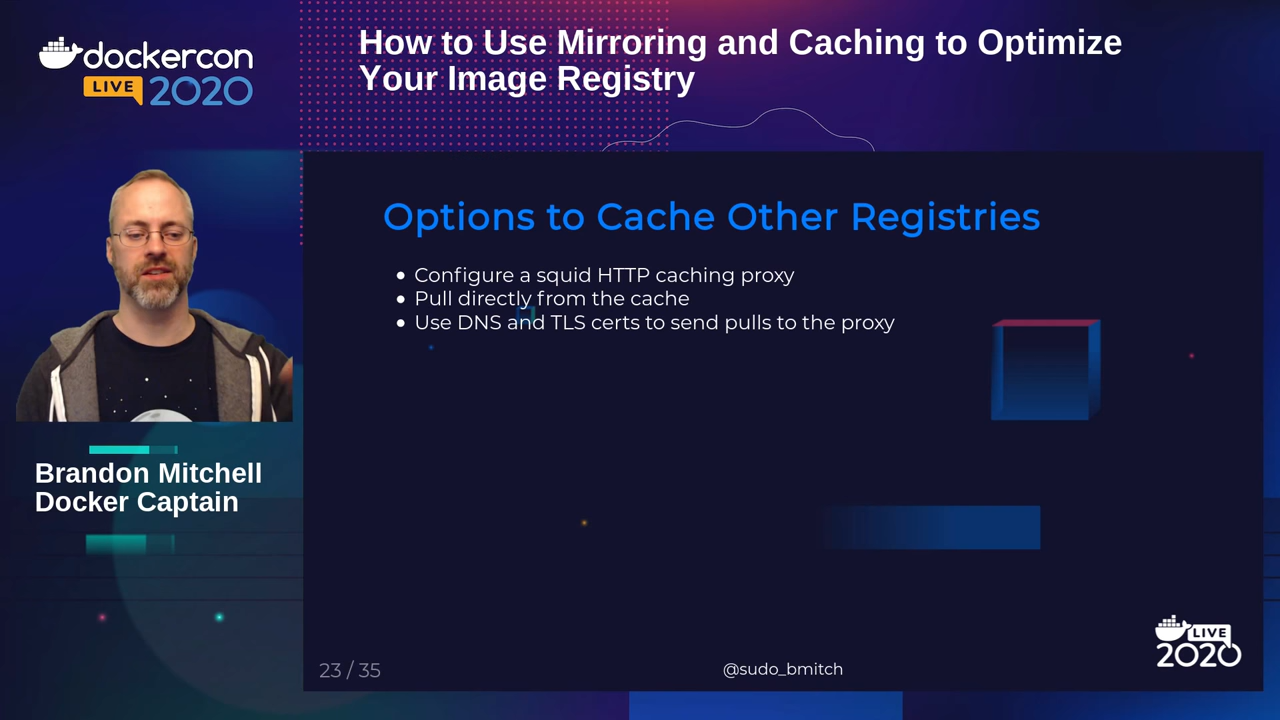 dockercon
LIVE 2020
How to Use Mirroring and Caching to Optimize
Your Image Registry
Brandon Mitchell
Docker Captain
Options to Cache Other Registries
Configure a squid HTTP caching proxy
Pull directly from the cache
Use DNS and TLS certs to send pulls to the proxy
23 / 35
@sudo_bmitch
LIVE
2020